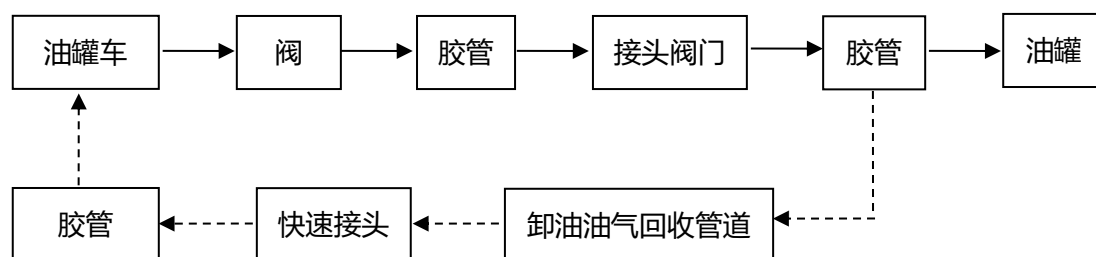 油罐车
阀
胶管
接头阀门
胶管
油罐
胶管
快速接头
卸油油气回收管道